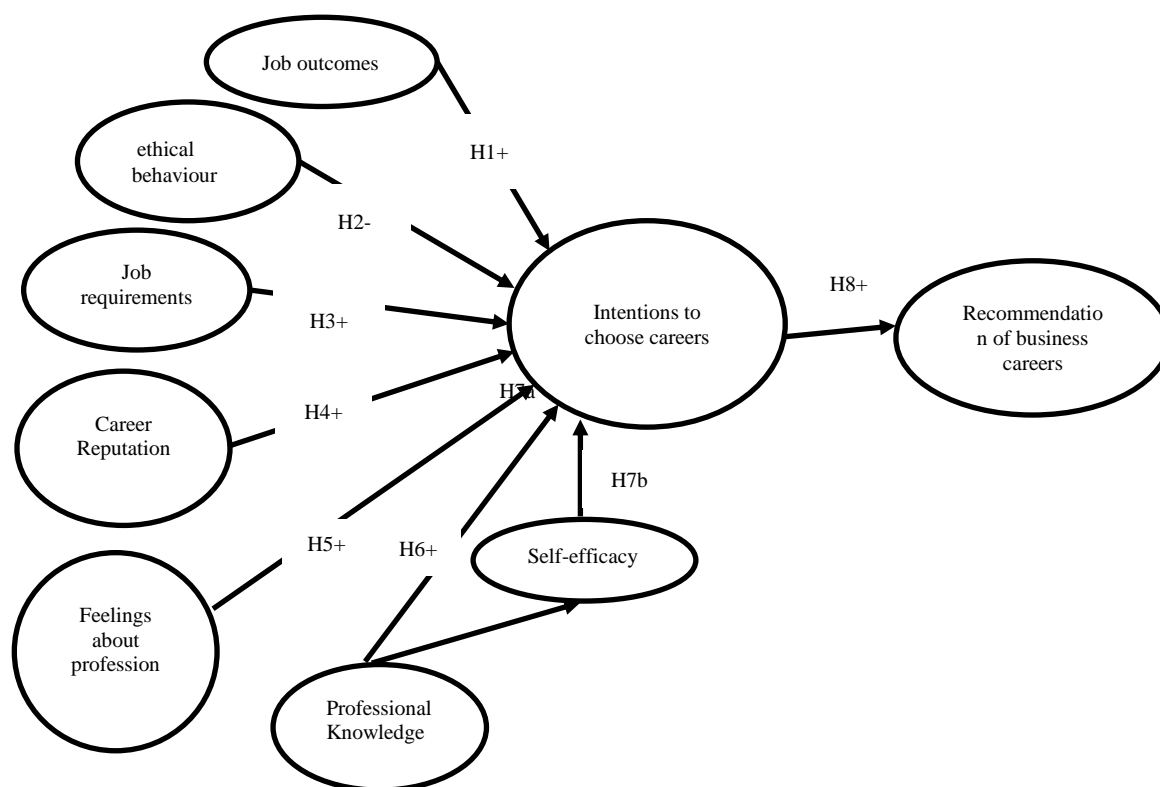 Job outcomes
ethical
behaviour
H1+
H2-
Job
requirements
H3+
Intentions to
choose careers
H8+
Recommendatio
n of business
careers
H7a
H4+
Career
Reputation
H7b
H5+
H6+
Self-efficacy
Feelings
about
profession
Professional
Knowledge